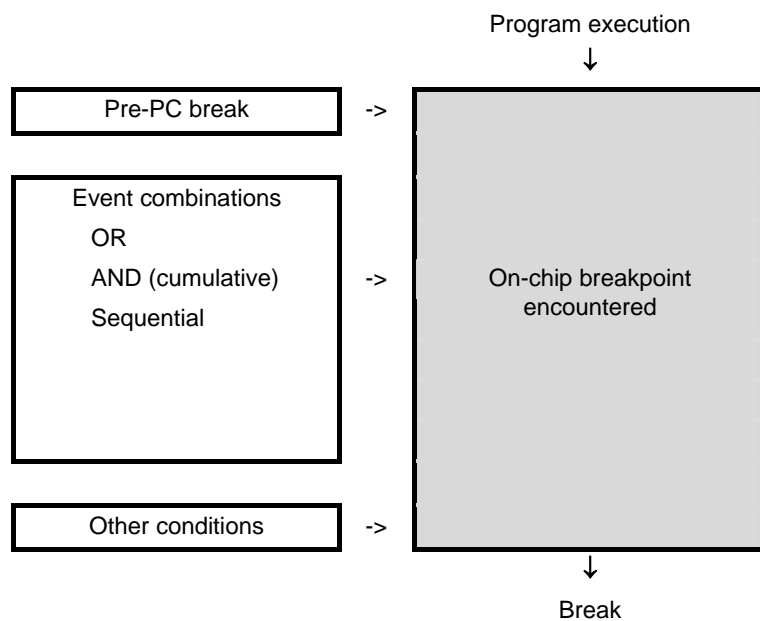 Program execution
↓
Pre-PC break ->
Event combinations
OR
AND (cumulative) ->
Sequential
On-chip breakpoint
encountered
Other conditions ->
↓
Break